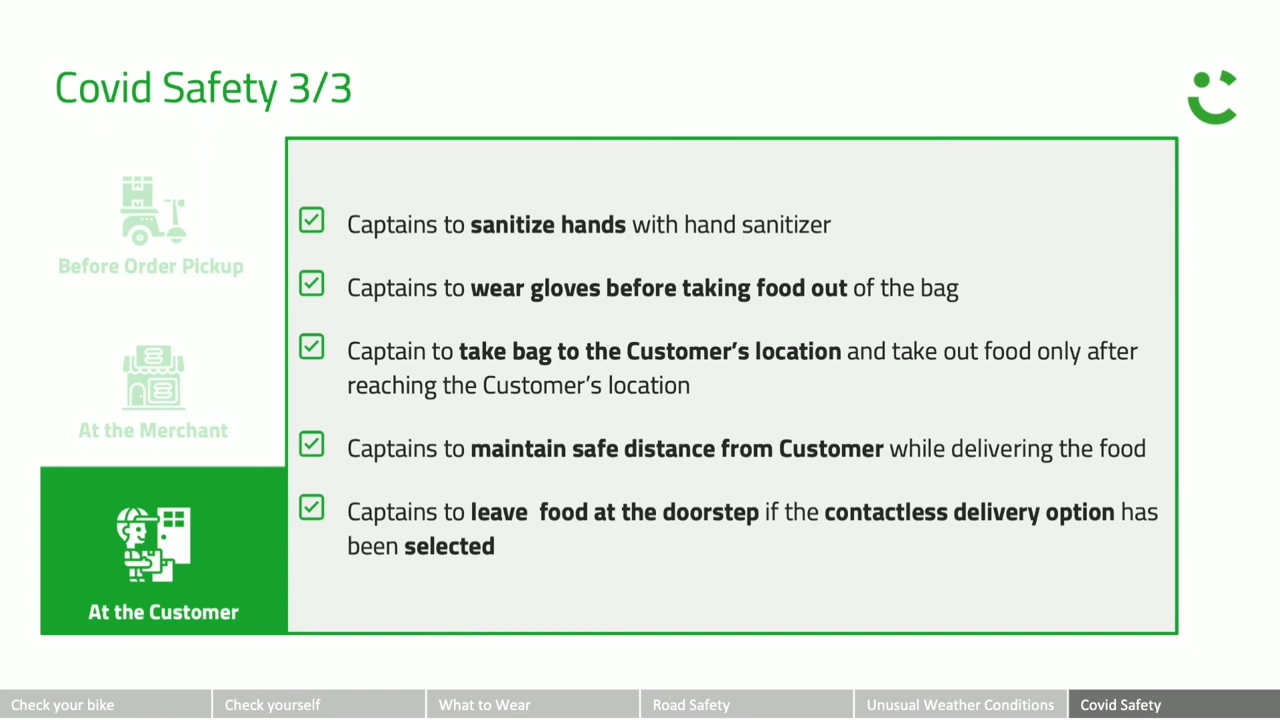 Covid Safety 3/3
Before Order Pickup
At the Merchant
At the Customer
Captains to sanitize hands with hand sanitizer
Captains to wear gloves before taking food out of the bag
Captain to take bag to the Customer’s location and take out food only after
reaching the Customer’s location
Captains to maintain safe distance from Customer while delivering the food
Captains to leave food at the doorstep if the contactless delivery option has
been selected
Check your bike
Check yourself
What to Wear
Road Safety
Unusual Weather Conditions
Covid Safety